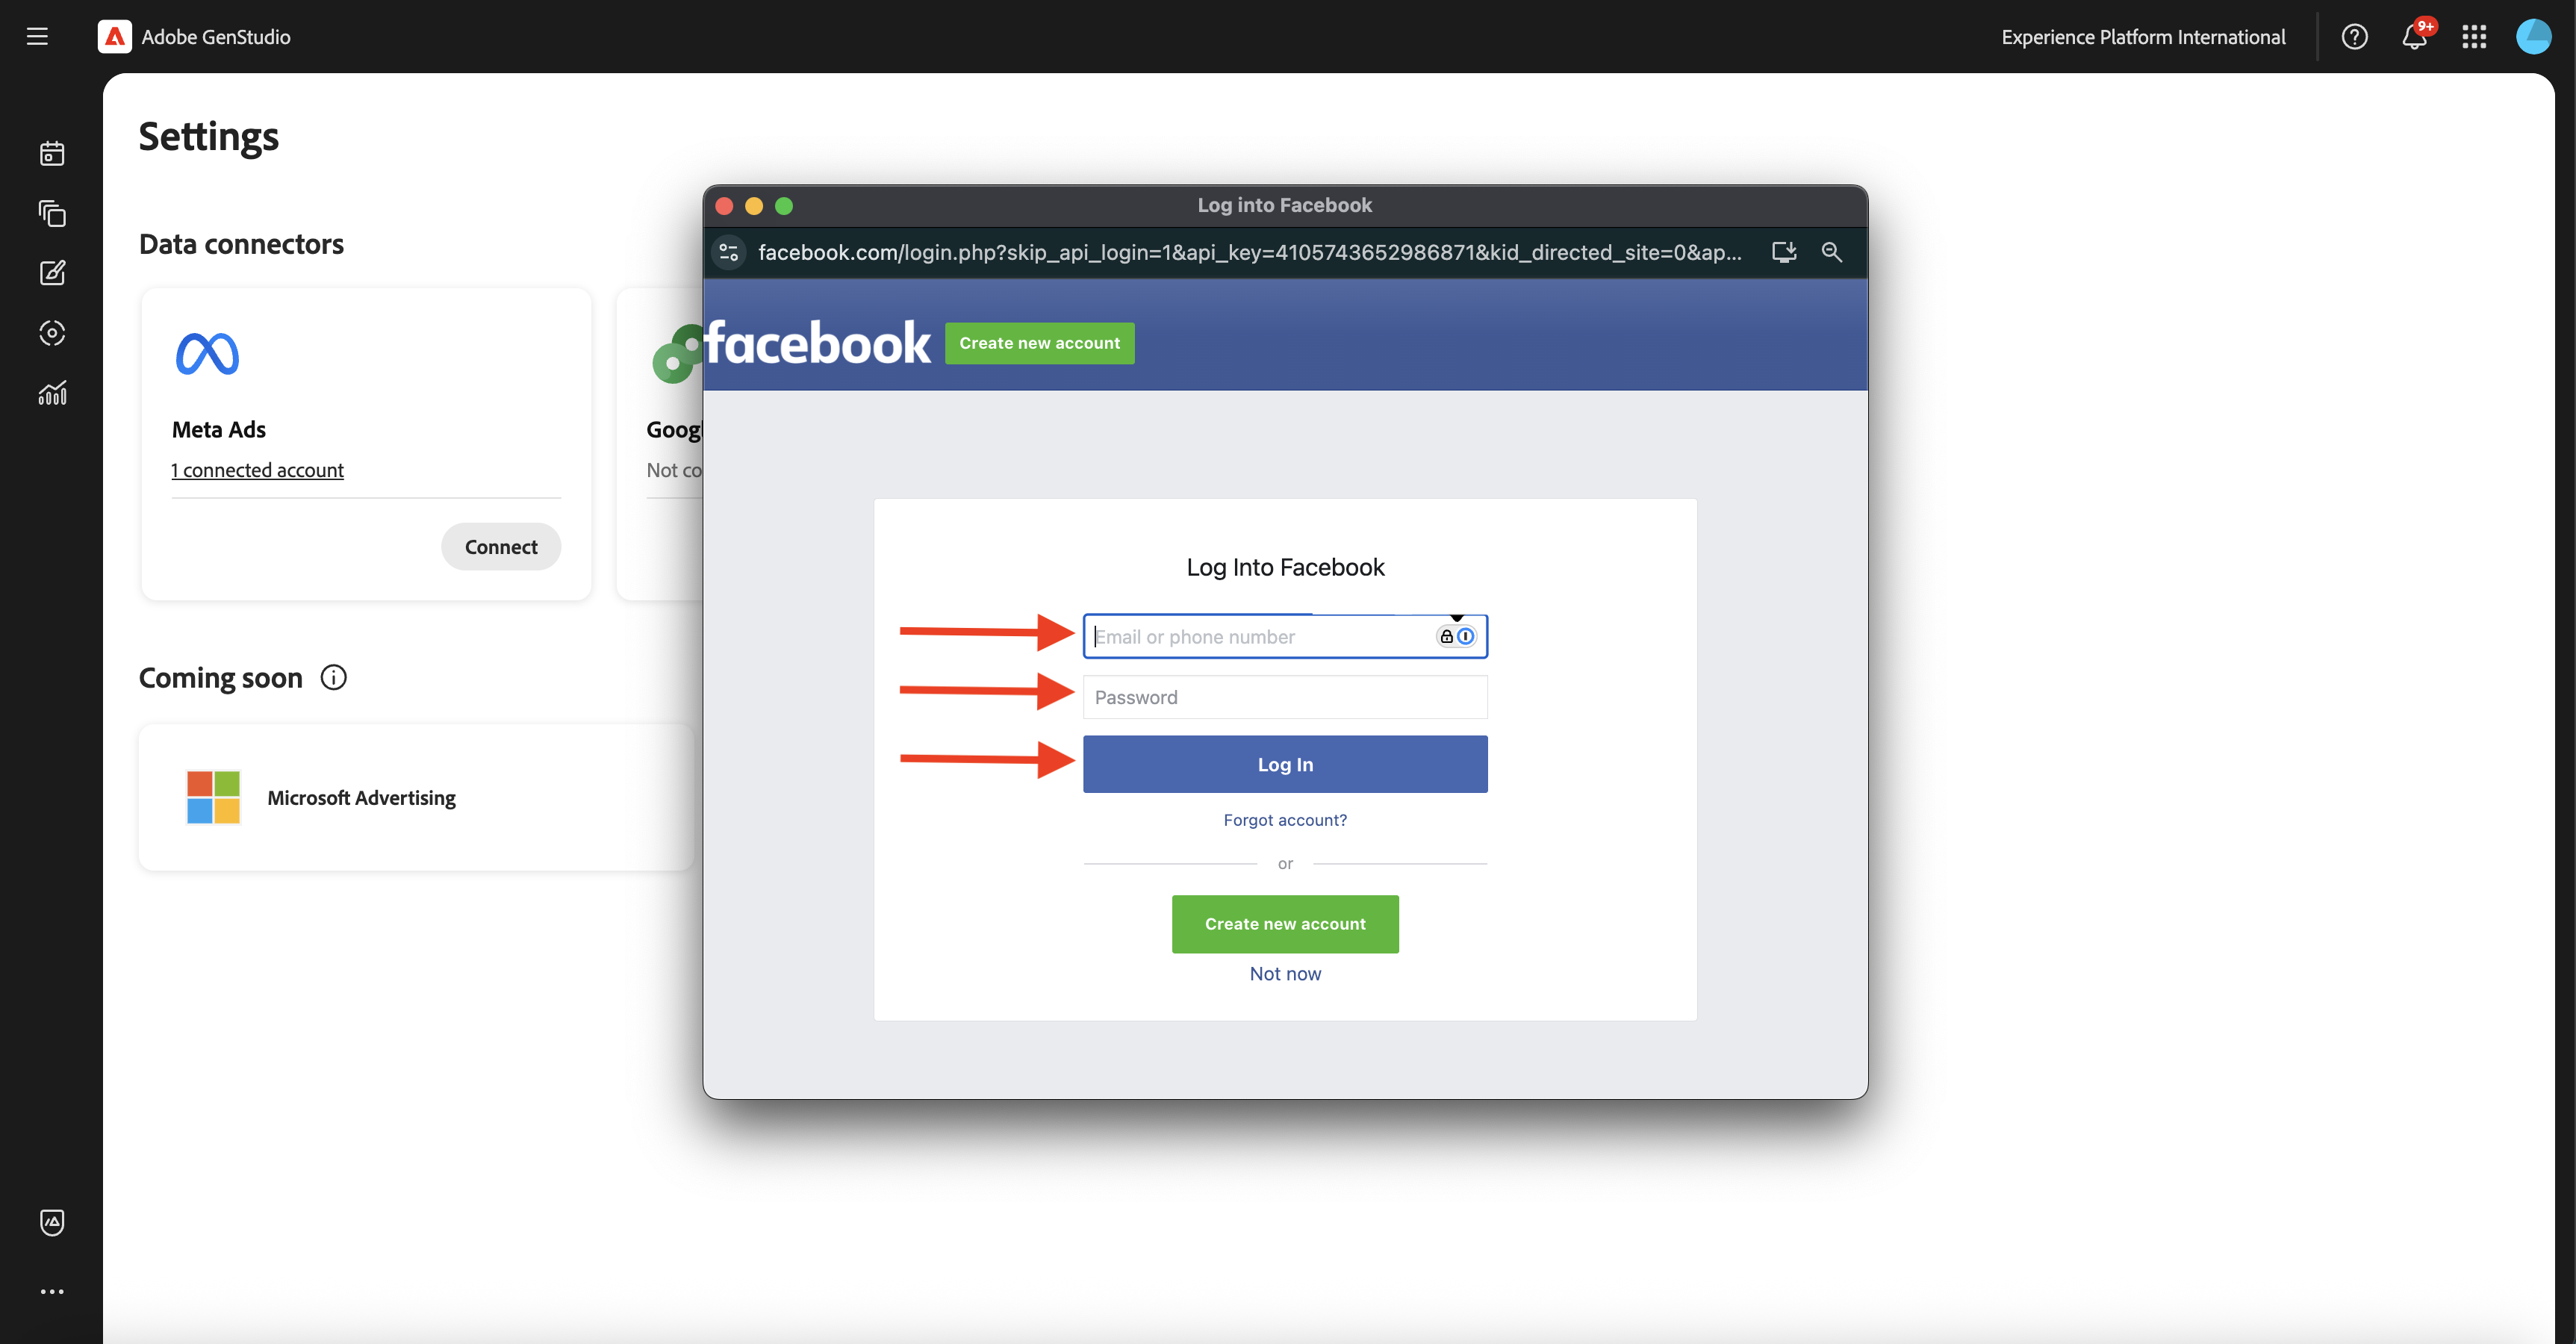 Adobe GenStudio
Experience Platform International
9+
Settings
Data connectors
Meta Ads
1 connected account
Connect
Googl
Not co
Coming soon
Microsoft Advertising
Log into Facebook
facebook.com/login.php?skip_api_login=1&api_key=4105743652986871&kid_directed_site=0&ap...
facebook
Create new account
Log Into Facebook
Email or phone number
Password
Log In
Forgot account?
or
Create new account
Not now